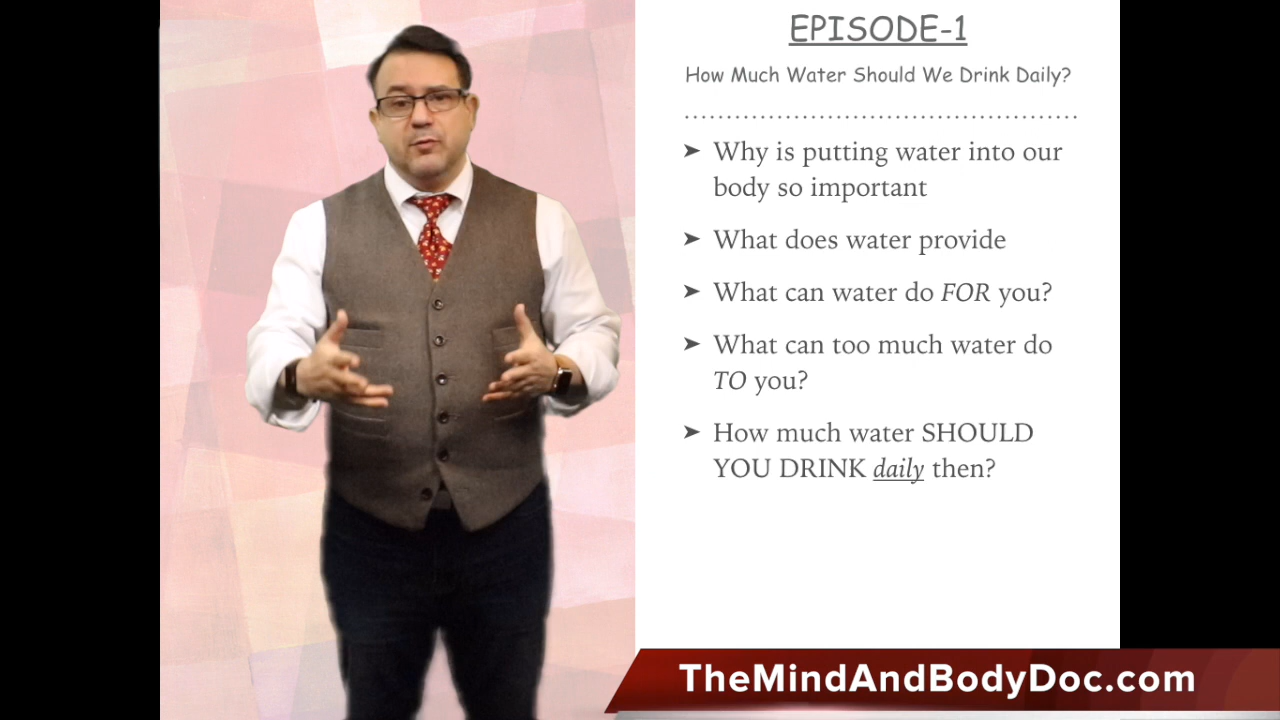 EPISODE-1
How Much Water Should We Drink Daily?
➤ Why is putting water into our
body so important
➤ What does water provide
➤ What can water do FOR you?
➤ What can too much water do
TO you?
➤ How much water SHOULD
YOU DRINK daily then?
TheMindAndBodyDoc.com